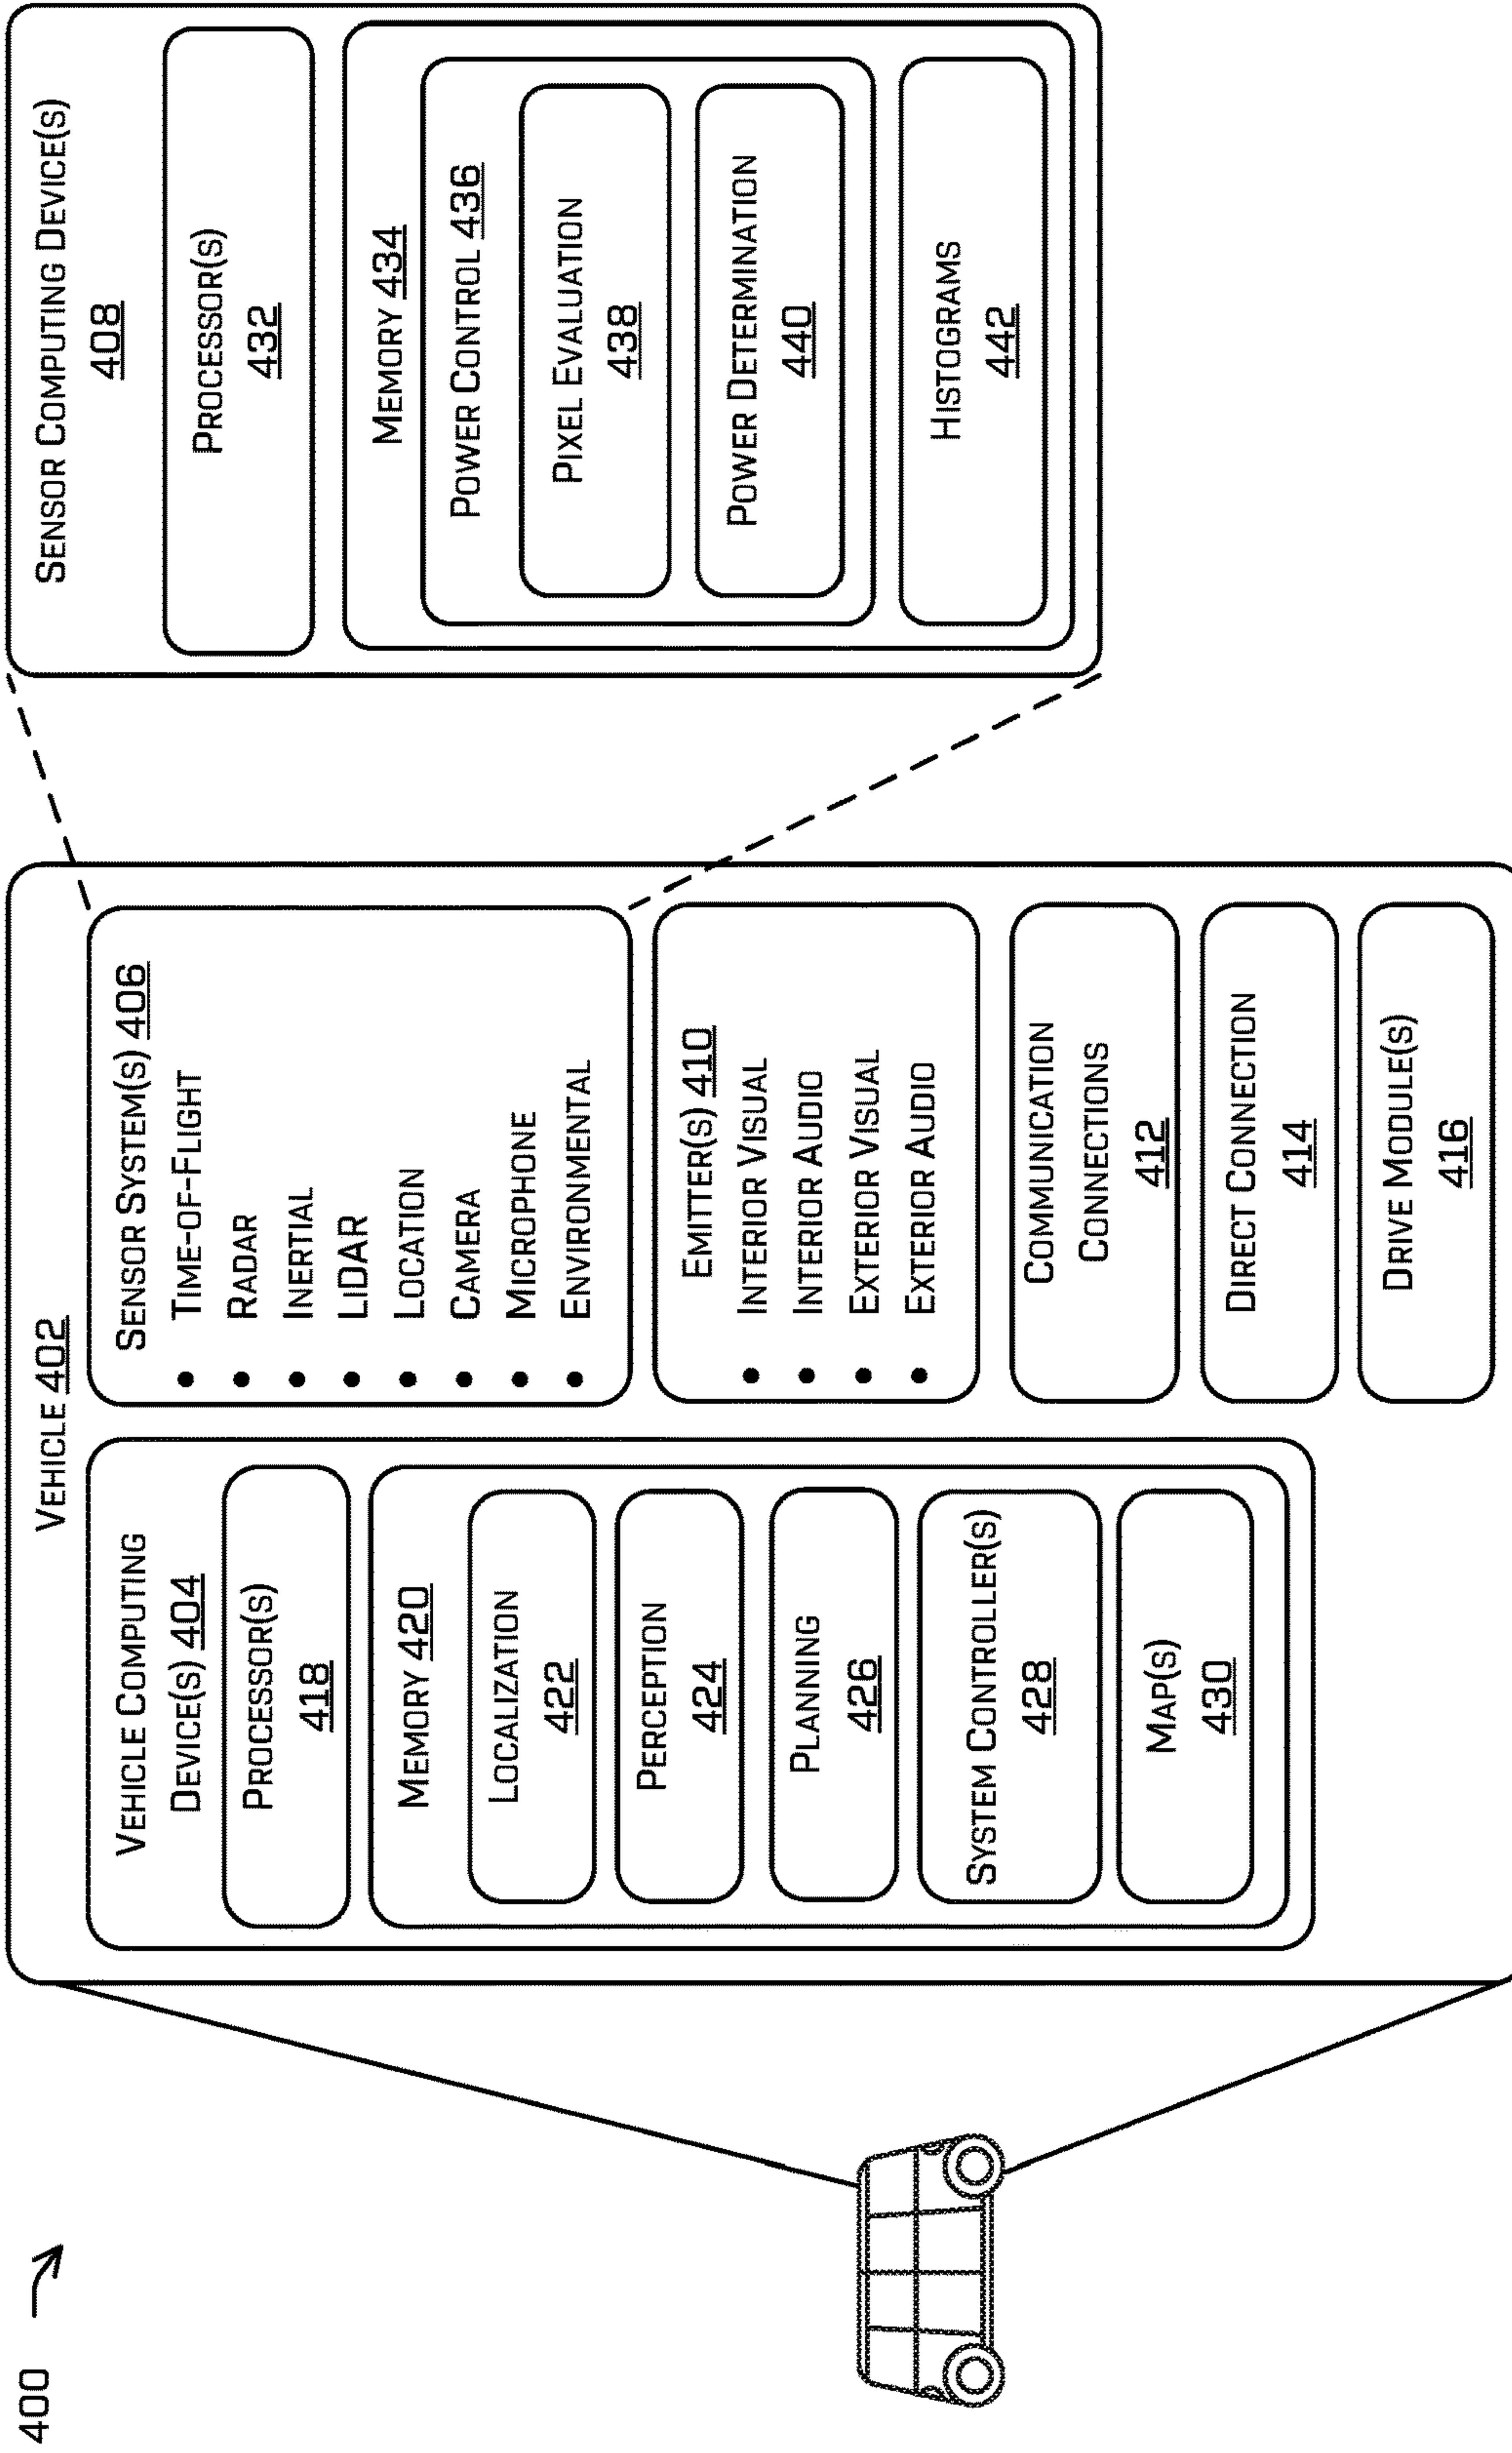 400
VEHICLE 402
VEHICLE COMPUTING
DEVICE(S) 404
PROCESSOR(S)
418
MEMORY 420
LOCALIZATION
422
PERCEPTION
424
PLANNING
426
SYSTEM CONTROLLER(S)
428
MAP(S)
430
SENSOR SYSTEM(S) 406
• TIME-OF-FLIGHT
• RADAR
• INERTIAL
• LIDAR
• LOCATION
• CAMERA
• MICROPHONE
• ENVIRONMENTAL
EMITTER(S) 410
• INTERIOR VISUAL
• INTERIOR AUDIO
• EXTERIOR VISUAL
• EXTERIOR AUDIO
COMMUNICATION
CONNECTIONS
412
DIRECT CONNECTION
414
DRIVE MODULE(S)
416
SENSOR COMPUTING DEVICE(S)
408
PROCESSOR(S)
432
MEMORY 434
POWER CONTROL 436
PIXEL EVALUATION
438
POWER DETERMINATION
440
HISTOGRAMS
442